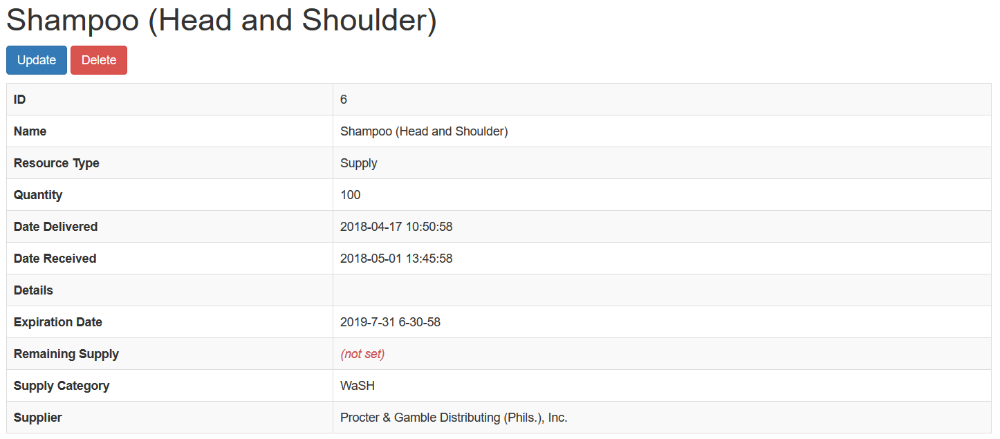 Shampoo (Head and Shoulder)
Update Delete
ID 6
Name Shampoo (Head and Shoulder)
Resource Type Supply
Quantity 100
Date Delivered 2018-04-17 10:50:58
Date Received 2018-05-01 13:45:58
Details
Expiration Date 2019-7-31 6-30-58
Remaining Supply (not set)
Supply Category WaSH
Supplier Procter & Gamble Distributing (Phils.), Inc.